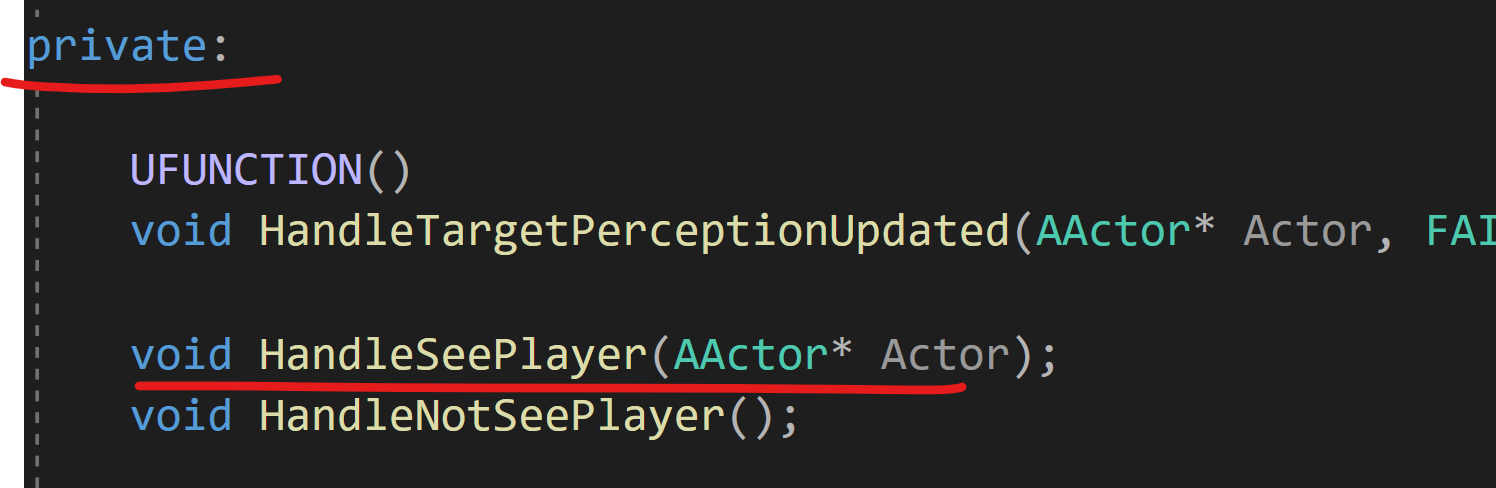 private:
UFUNCTION()
void HandleTargetPerceptionUpdated(AActor* Actor, FAI
void HandleSeePlayer(AActor* Actor);
void HandleNotSeePlayer();